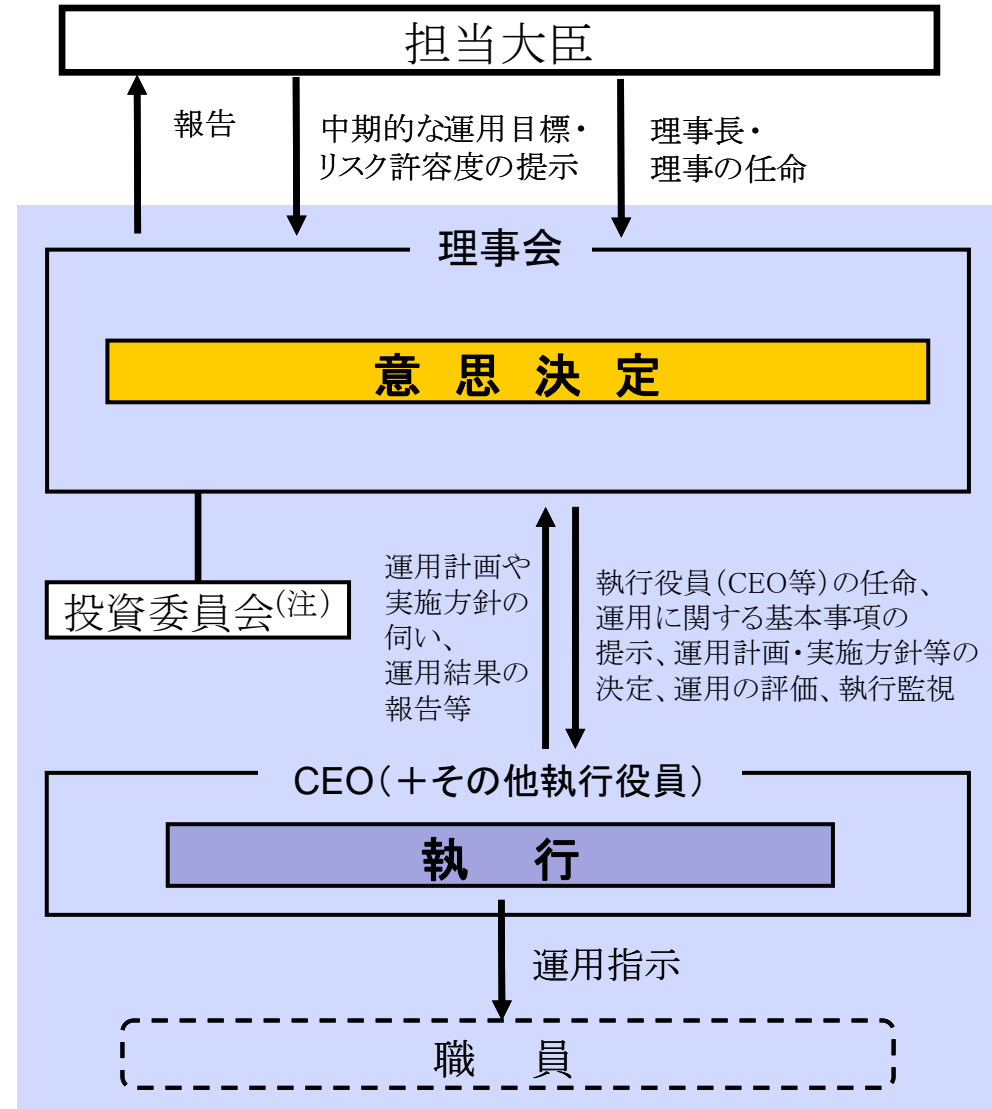 担当大臣
報告
中期的な運用目標・
リスク許容度の提示
理事長・
理事の任命
理事会
意思決定
投資委員会(注)
運用計画や
実施方針の
伺い、
運用結果の
報告等
執行役員(CEO等)の任命、
運用に関する基本事項の
提示、運用計画・実施方針等の
決定、運用の評価、執行監視
CEO(+その他執行役員)
執 行
運用指示
職 員